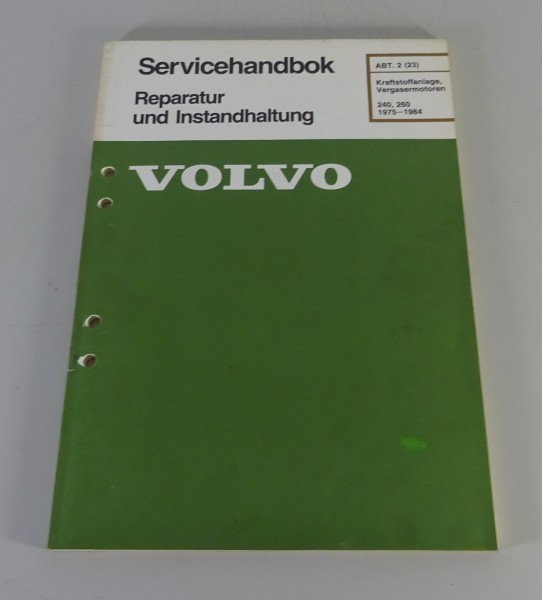 Servicehandbok
Reparatur
und Instandhaltung
ABT. 2 (23)
Kraftstoffanlage,
Vergasermotoren
240, 260
1975—1984
VOLVO